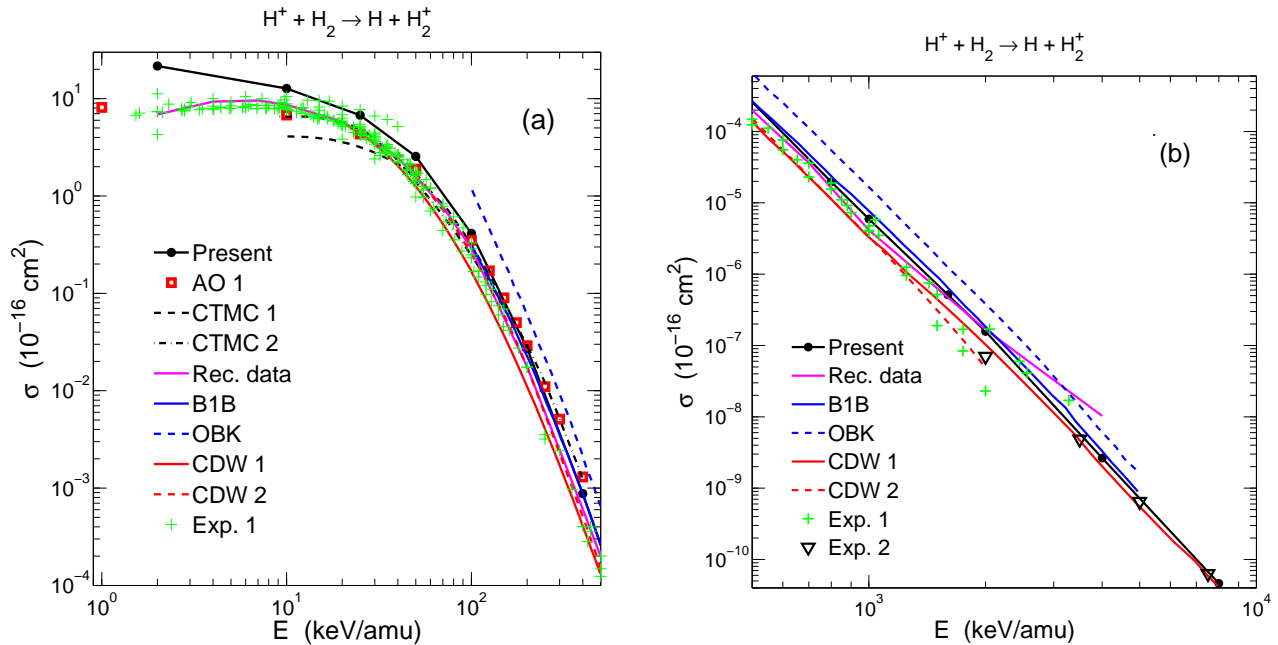 H⁺ + H₂ → H + H₂⁺
(a)
σ (10⁻¹⁶ cm²)
10¹
10⁰
10⁻¹
10⁻²
10⁻³
10⁻⁴
Present
AO 1
CTMC 1
CTMC 2
Rec. data
B1B
OBK
CDW 1
CDW 2
Exp. 1
10⁰ 10¹ 10²
E (keV/amu)
H⁺ + H₂ → H + H₂⁺
(b)
σ (10⁻¹⁶ cm²)
10⁻⁴
10⁻⁵
10⁻⁶
10⁻⁷
10⁻⁸
10⁻⁹
10⁻¹⁰
Present
Rec. data
B1B
OBK
CDW 1
CDW 2
Exp. 1
Exp. 2
10³ 10⁴
E (keV/amu)